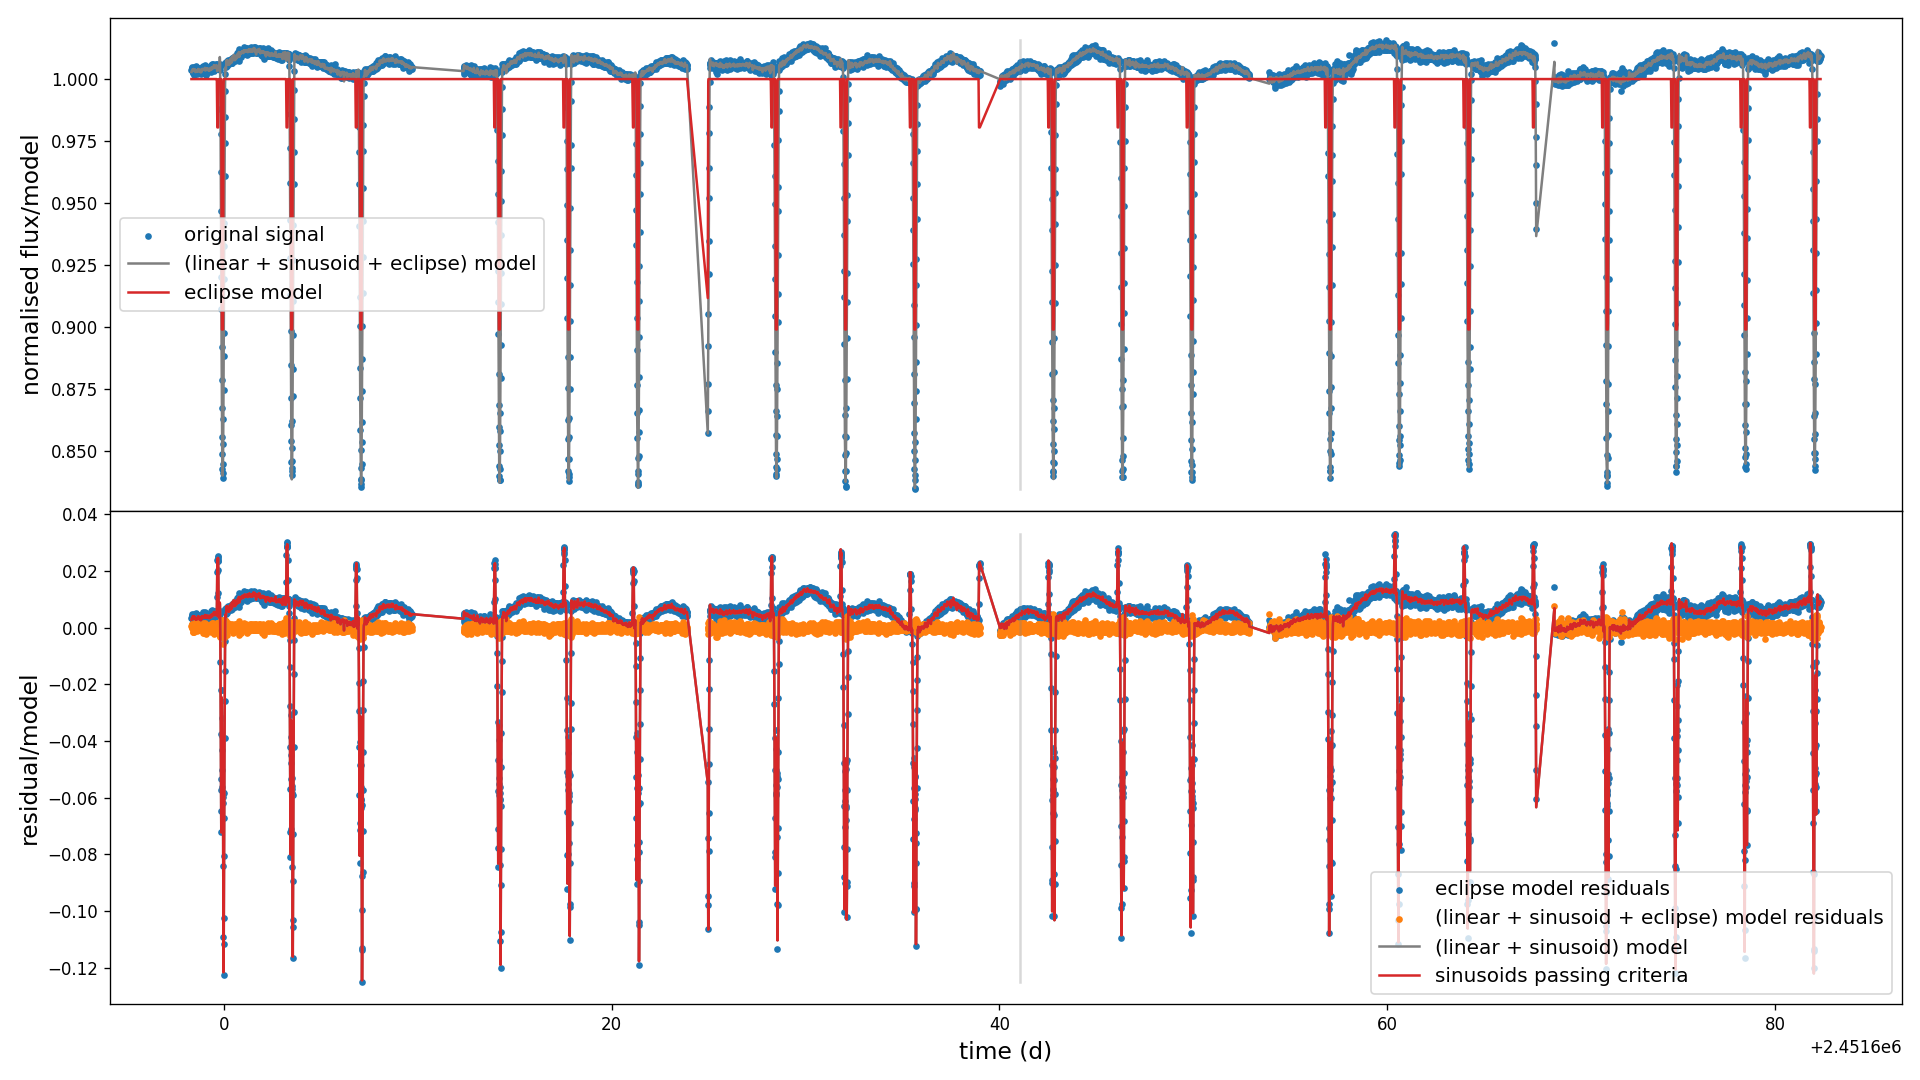 normalised flux/model
1.000
0.975
0.950
0.925
0.900
0.875
0.850
original signal
(linear + sinusoid + eclipse) model
eclipse model
residual/model
0.04
0.02
0.00
−0.02
−0.04
−0.06
−0.08
−0.10
−0.12
eclipse model residuals
(linear + sinusoid + eclipse) model residuals
(linear + sinusoid) model
sinusoids passing criteria
0
20
40
60
80
time (d)
+2.4516e6